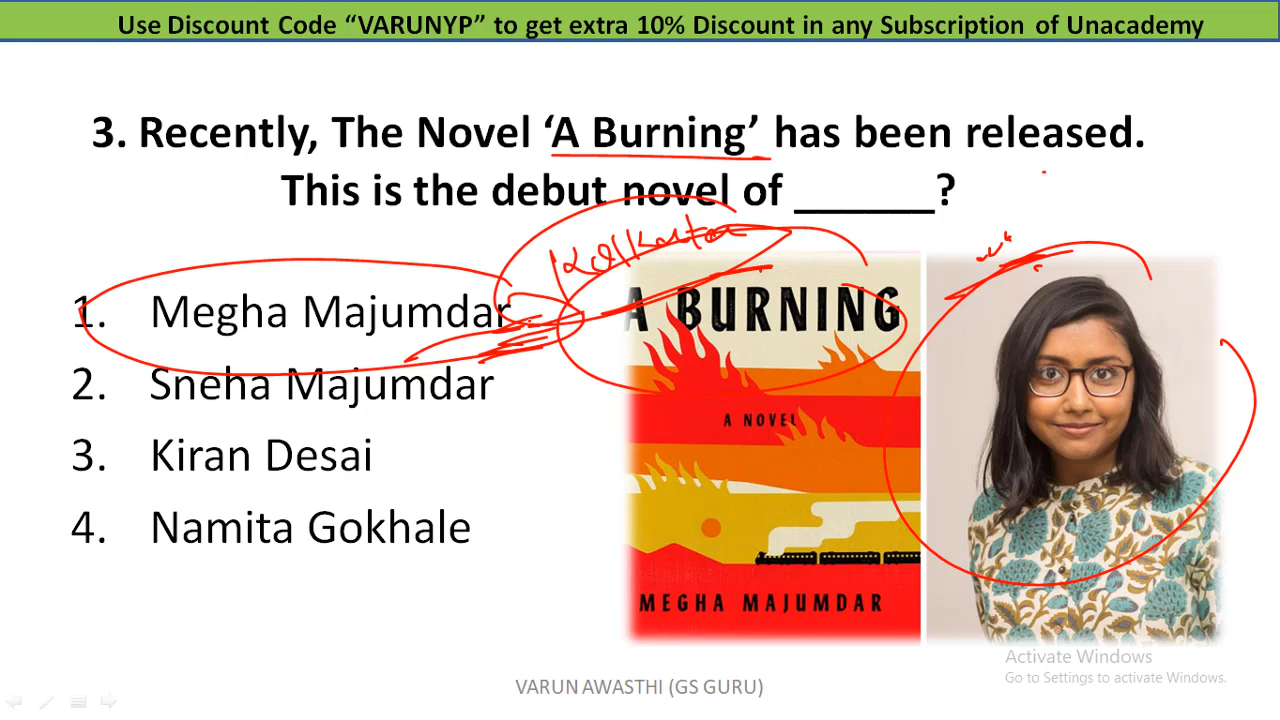 Use Discount Code “VARUNYP” to get extra 10% Discount in any Subscription of Unacademy
3. Recently, The Novel ‘A Burning’ has been released.
This is the debut novel of ______?
Kolkata
1. Megha Majumdar
2. Sneha Majumdar
3. Kiran Desai
4. Namita Gokhale
A BURNING
A NOVEL
MEGHA MAJUMDAR
Activate Windows
Go to Settings to activate Windows.
VARUN AWASTHI (GS GURU)